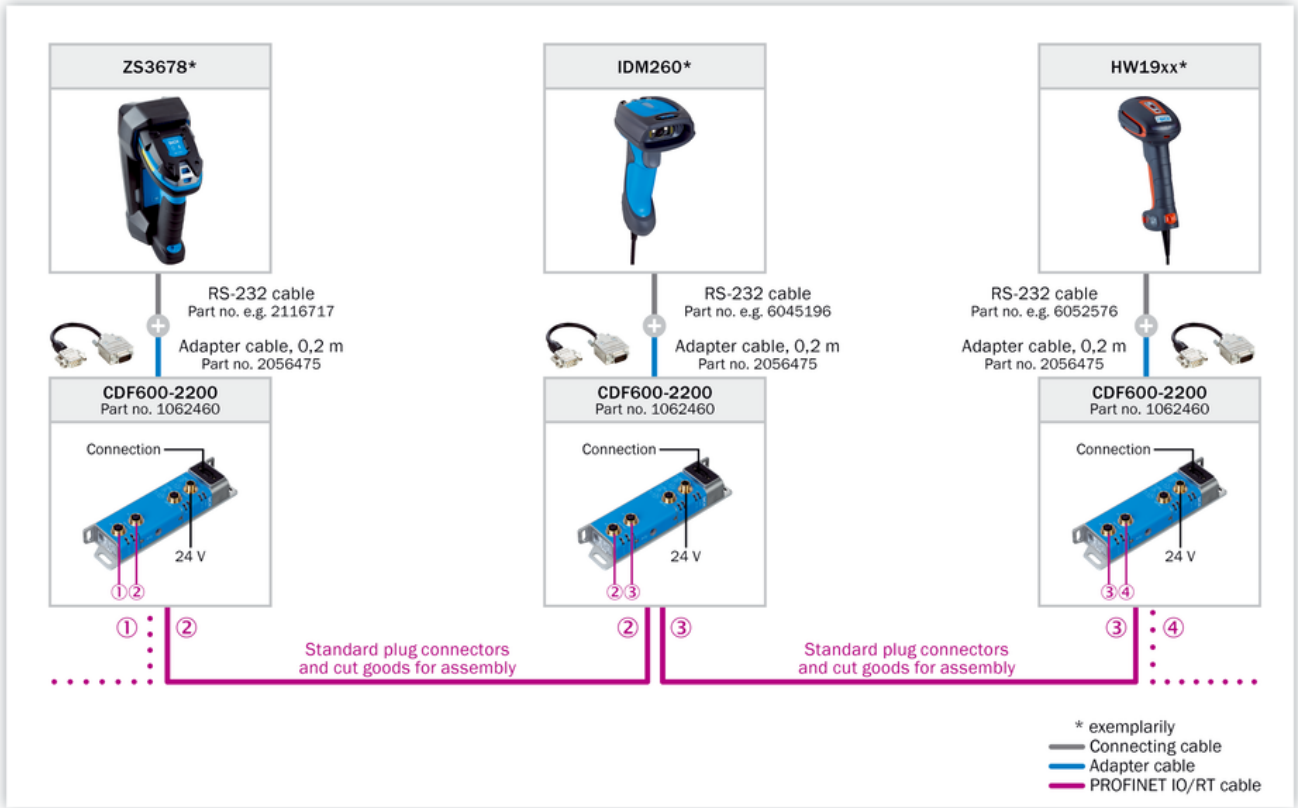 ZS3678*
IDM260*
HW19xx*
RS-232 cable
Part no. e.g. 2116717
Adapter cable, 0,2 m
Part no. 2056475
RS-232 cable
Part no. e.g. 6045196
Adapter cable, 0,2 m
Part no. 2056475
RS-232 cable
Part no. e.g. 6052576
Adapter cable, 0,2 m
Part no. 2056475
CDF600-2200
Part no. 1062460
Connection
24 V
①②
CDF600-2200
Part no. 1062460
Connection
24 V
②③
CDF600-2200
Part no. 1062460
Connection
24 V
③④
① ②
② ③
③ ④
Standard plug connectors
and cut goods for assembly
Standard plug connectors
and cut goods for assembly
* exemplarily
Connecting cable
Adapter cable
PROFINET IO/RT cable